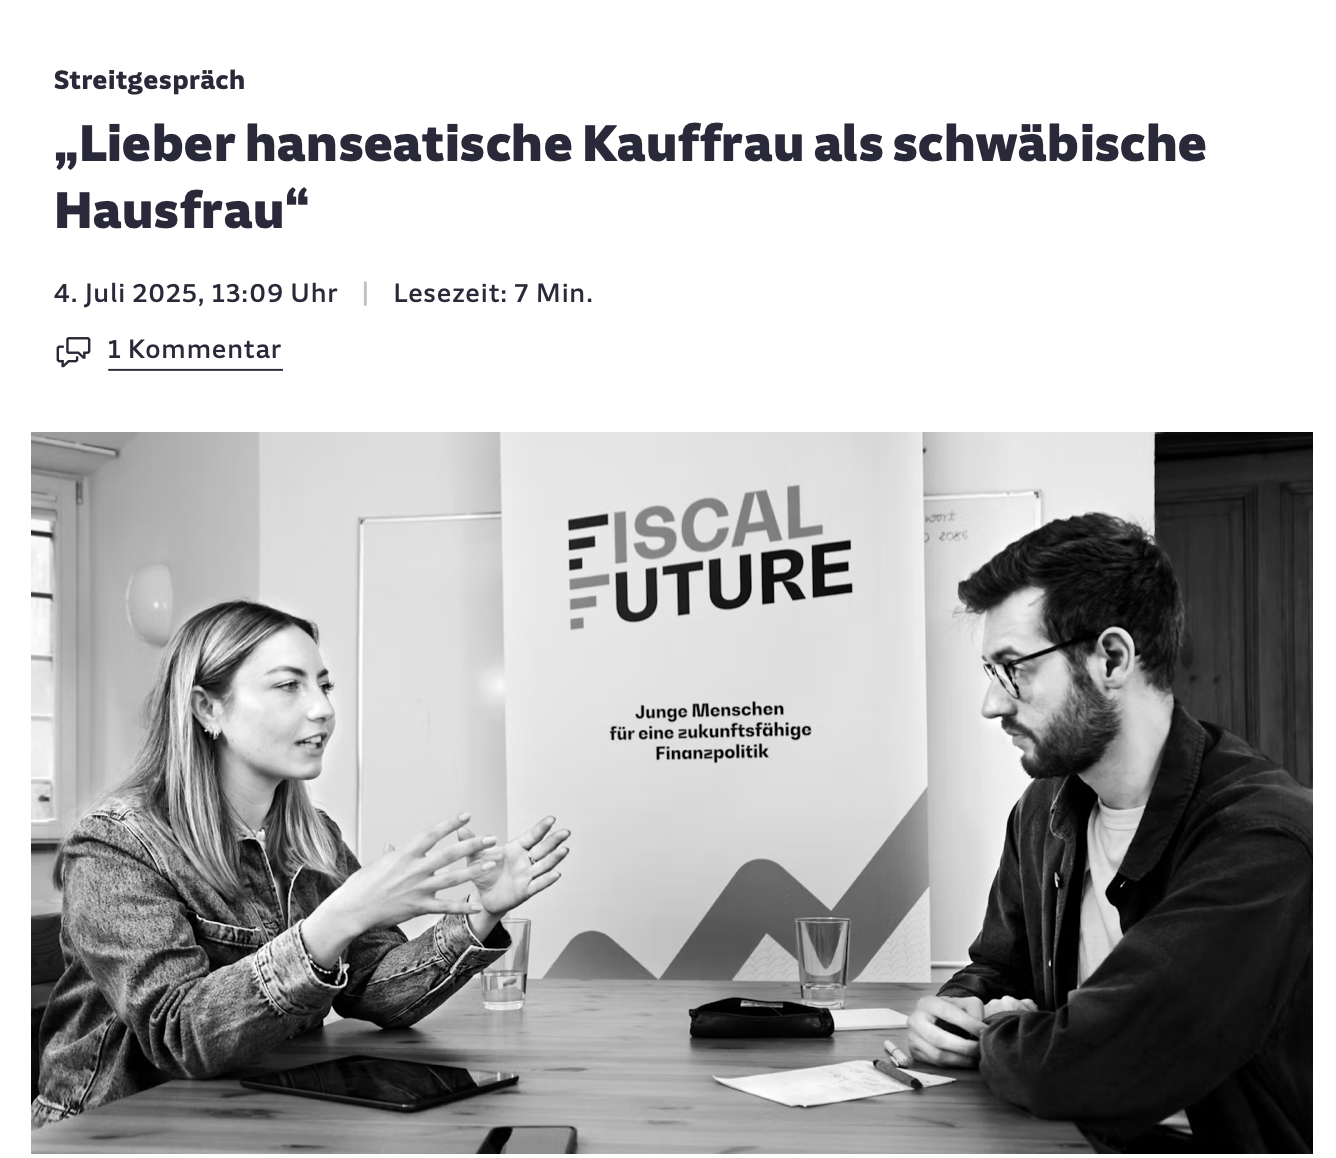 Streitgespräch
„Lieber hanseatische Kauffrau als schwäbische
Hausfrau“
4. Juli 2025, 13:09 Uhr | Lesezeit: 7 Min.
1 Kommentar
FISCAL
FUTURE
Junge Menschen
für eine zukunftsfähige
Finanzpolitik